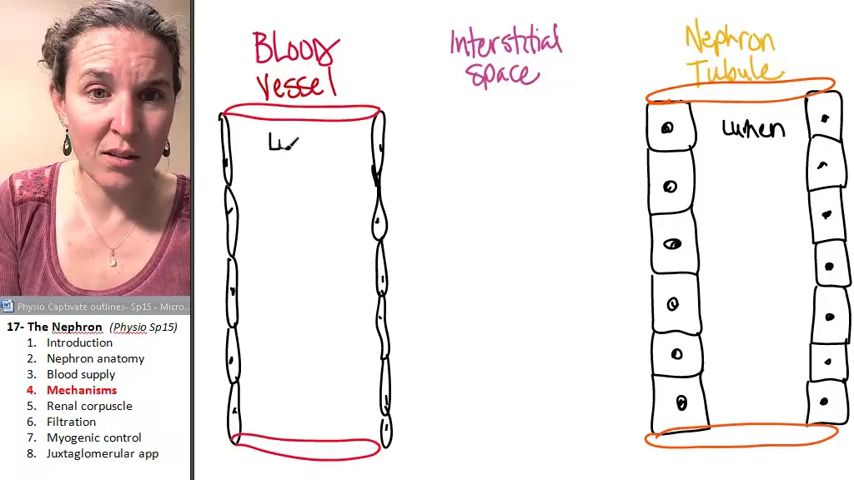 Blood
Vessel
Interstitial
space
Nephron
Tubule
Lu
Lumen
Physio Captivate outlines- Sp15 - Micro...
17- The Nephron (Physio Sp15)
1. Introduction
2. Nephron anatomy
3. Blood supply
4. Mechanisms
5. Renal corpuscle
6. Filtration
7. Myogenic control
8. Juxtaglomerular app